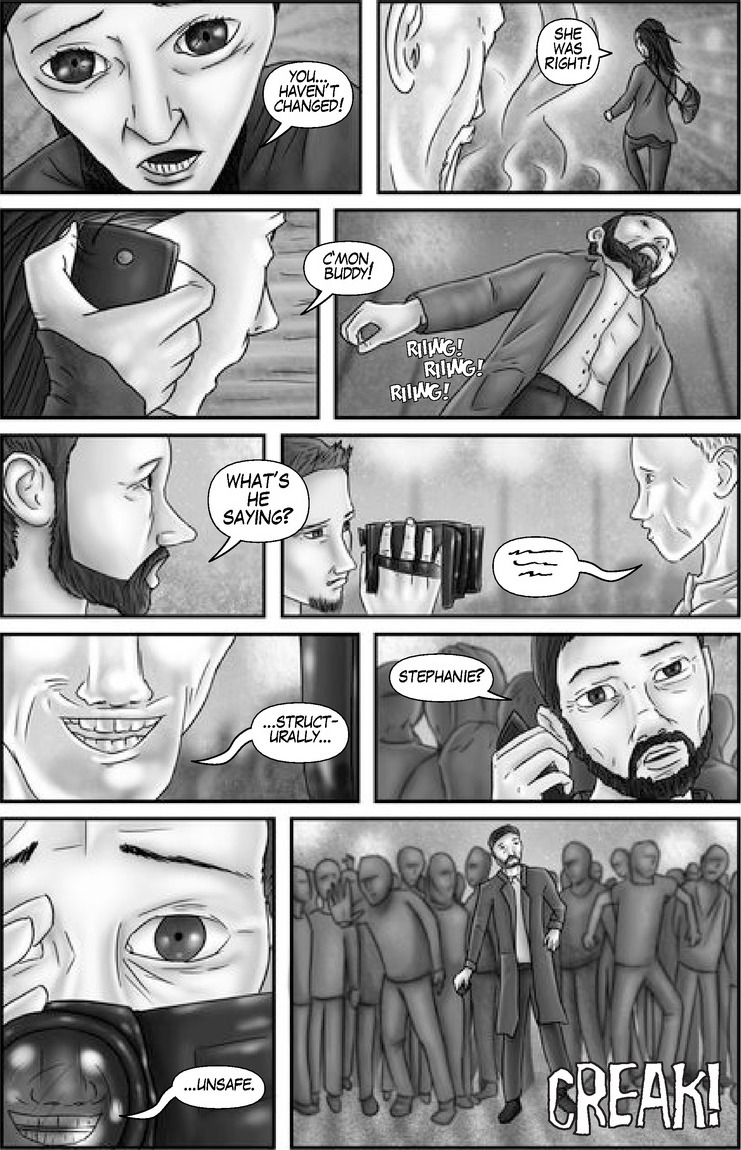 YOU...
HAVEN'T
CHANGED!
SHE
WAS
RIGHT!
C'MON
BUDDY!
RIIING!
RIIING!
RIIING!
WHAT'S
HE
SAYING?
...STRUCT-
URALLY...
STEPHANIE?
...UNSAFE.
CREAK!